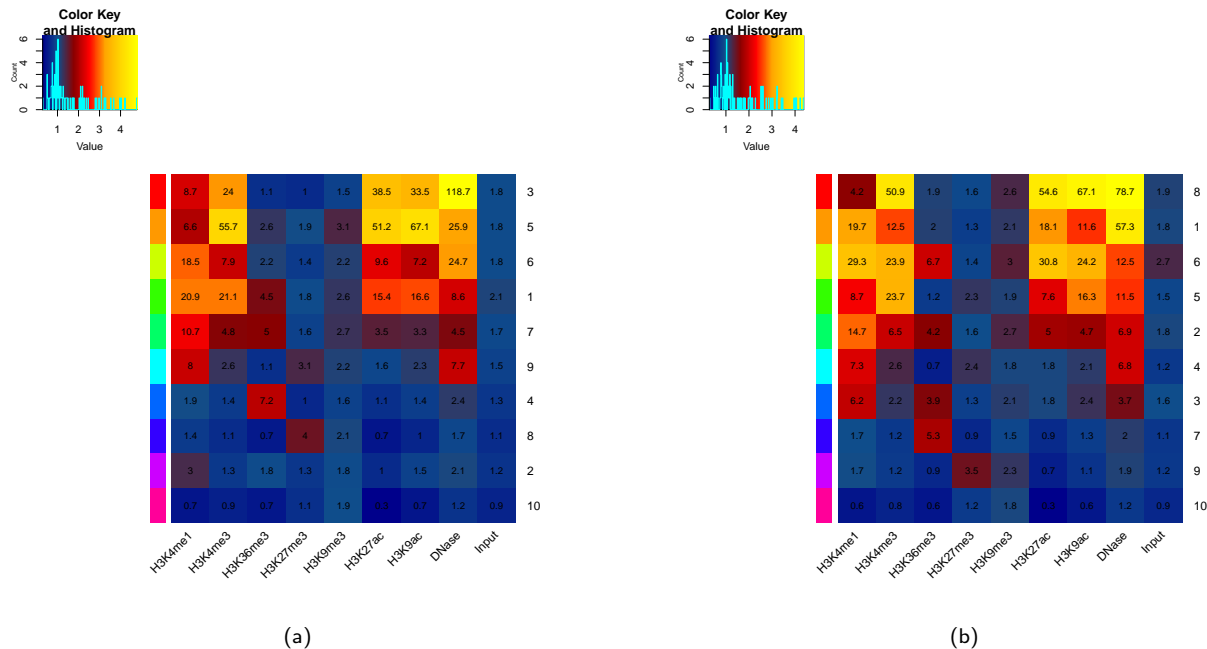 Color Key
and Histogram
Count
0 2 4 6
1 2 3 4
Value
8.7 24 1.1 1 1.5 38.5 33.5 118.7 1.8 3
6.6 55.7 2.6 1.9 3.1 51.2 67.1 25.9 1.8 5
18.5 7.9 2.2 1.4 2.2 9.6 7.2 24.7 1.8 6
20.9 21.1 4.5 1.8 2.6 15.4 16.6 8.6 2.1 1
10.7 4.6 5 1.6 2.7 3.5 3.3 4.5 1.7 7
8 2.6 1.1 3.1 2.2 1.6 2.3 7.7 1.5 9
1.9 1.4 7.2 1 1.6 1.1 1.4 2.4 1.3 4
1.4 1.1 0.7 4 2.1 0.7 1 1.7 1.1 8
3 1.3 1.8 1.3 1.8 1 1.5 2.1 1.2 2
0.7 0.9 0.7 1.1 1.9 0.7 1.2 0.9 10
H3K4me1 H3K4me3 H3K36me3 H3K27me3 H3K9me3 H3K27ac H3K9ac DNase Input
(a)
Color Key
and Histogram
Count
0 2 4 6
1 2 3 4
Value
4.2 50.9 1.9 1.6 2.6 54.6 67.1 78.7 1.9 8
19.7 12.5 2 1.3 2.1 18.1 11.6 57.3 1.8 1
29.3 23.9 6.7 1.4 3 30.8 24.2 12.5 2.7 6
8.7 23.7 1.2 2.3 1.9 7.6 16.3 11.5 1.5 5
14.7 6.5 4.2 1.6 2.7 5 4.7 6.9 1.8 2
7.3 2.6 0.7 2.4 1.8 1.8 2.1 6.8 1.2 4
6.2 2.2 3.9 1.3 2.1 1.8 2.4 3.7 1.6 3
1.7 1.2 5.3 0.9 1.5 0.9 1.3 2 1.1 7
1.7 1.2 0.9 3.5 2.3 0.7 1.1 1.9 1.2 9
0.6 0.8 0.6 1.2 1.8 0.6 1.2 0.9 10
H3K4me1 H3K4me3 H3K36me3 H3K27me3 H3K9me3 H3K27ac H3K9ac DNase Input
(b)